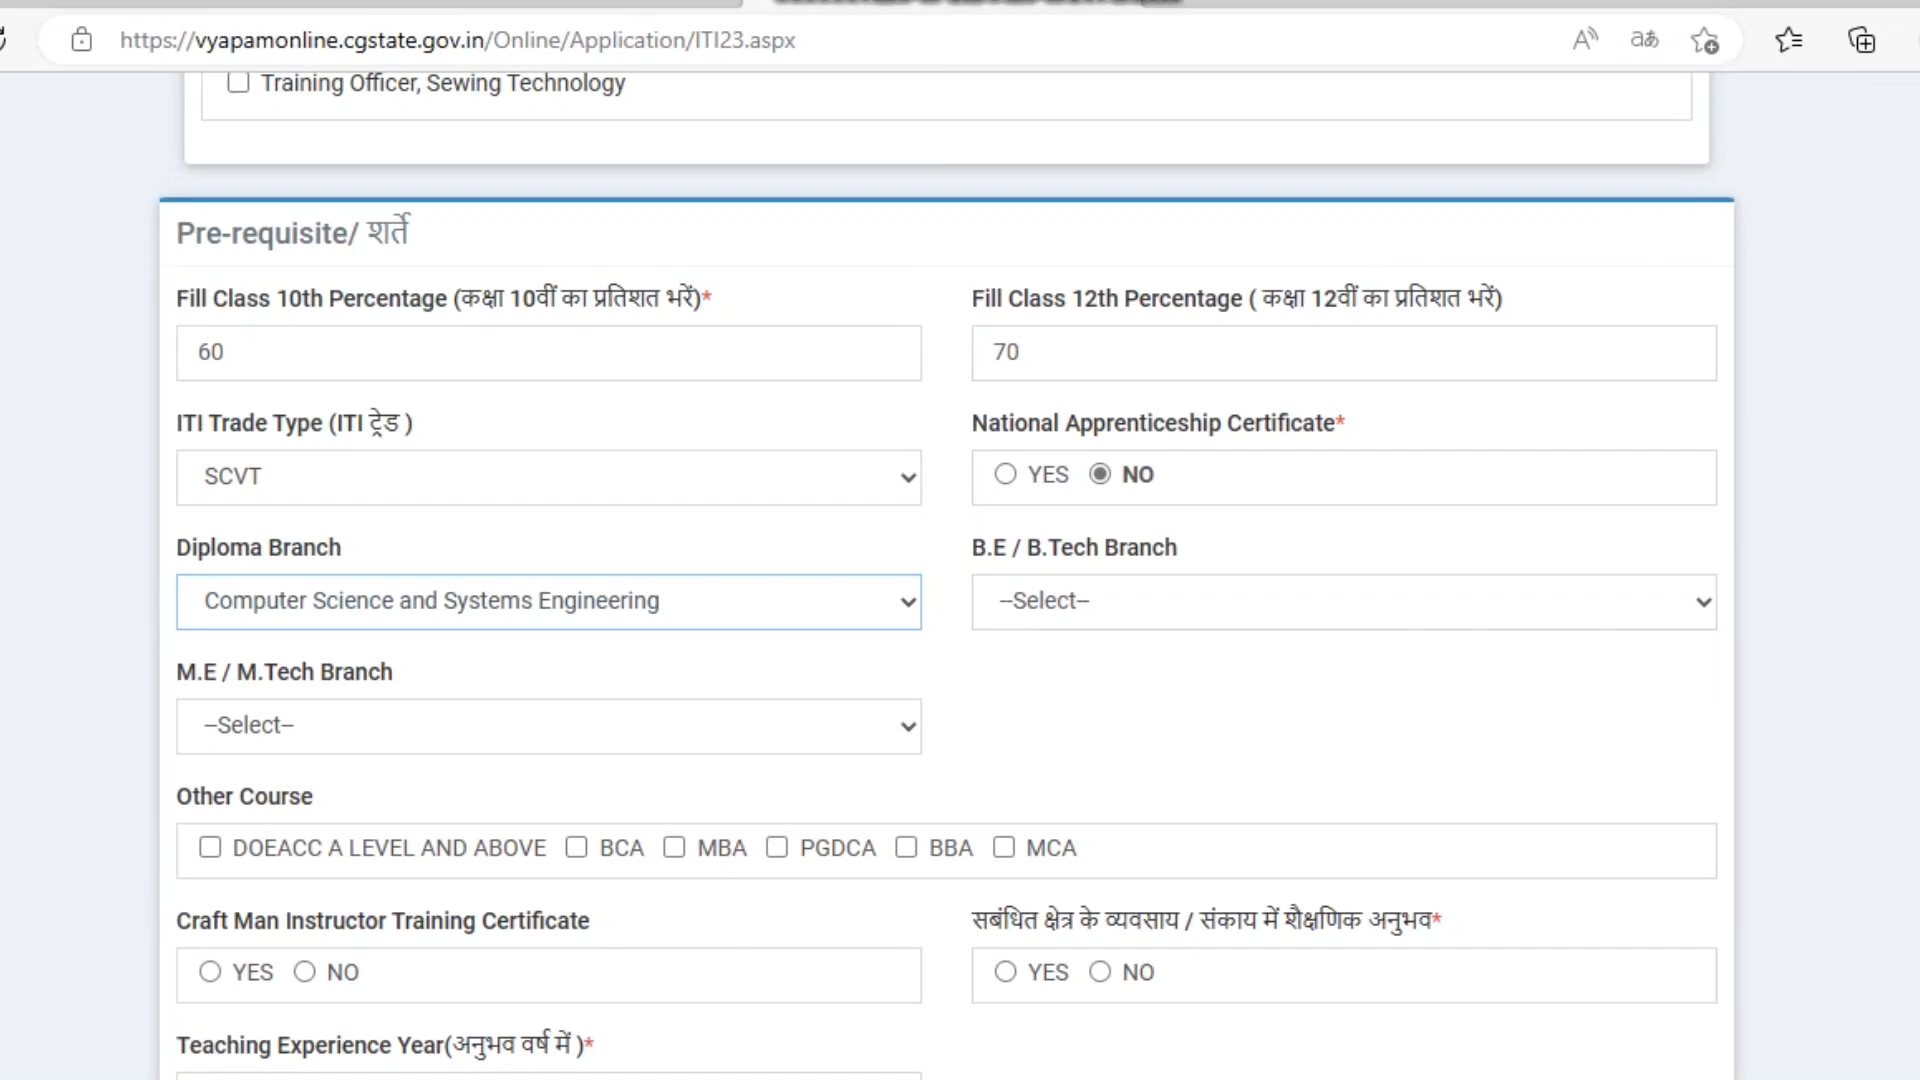 https://vyapamonline.cgstate.gov.in/Online/Application/ITI23.aspx
Training Officer, Sewing Technology
Pre-requisite/ शर्ते
Fill Class 10th Percentage (कक्षा 10वीं का प्रतिशत भरें)*
Fill Class 12th Percentage ( कक्षा 12वीं का प्रतिशत भरें)
60
70
ITI Trade Type (ITI ट्रेड )
National Apprenticeship Certificate*
SCVT
YES NO
Diploma Branch
B.E / B.Tech Branch
Computer Science and Systems Engineering
--Select--
M.E / M.Tech Branch
--Select--
Other Course
DOEACC A LEVEL AND ABOVE BCA MBA PGDCA BBA MCA
Craft Man Instructor Training Certificate
सबंधित क्षेत्र के व्यवसाय / संकाय में शैक्षणिक अनुभव*
YES NO
YES NO
Teaching Experience Year(अनुभव वर्ष में )*